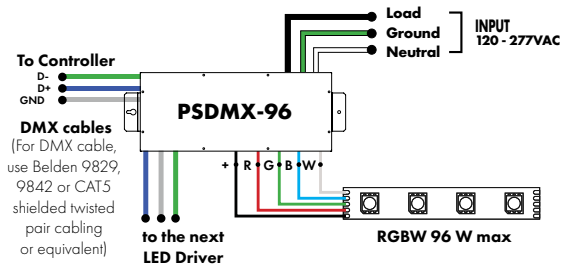 Load
Ground
Neutral
INPUT
120 - 277VAC
To Controller
D-
D+
GND
PSDMX-96
DMX cables
(For DMX cable,
use Belden 9829,
9842 or CAT5
shielded twisted
pair cabling
or equivalent)
+ R G B W
to the next
LED Driver
RGBW 96 W max